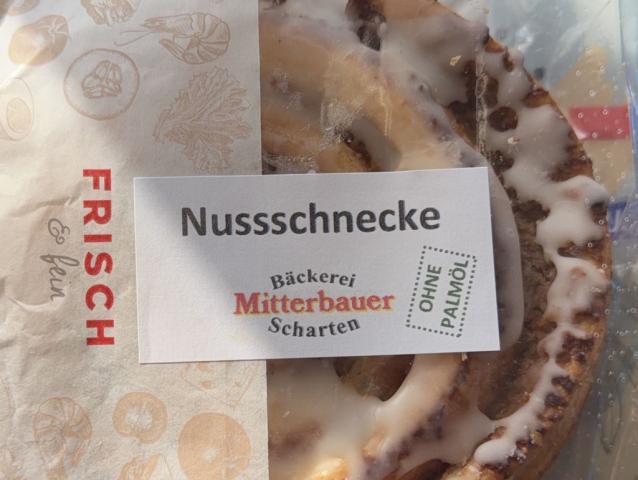 FRISCH
& fein
Nussschnecke
Bäckerei
Mitterbauer
Scharten
OHNE
PALMÖL